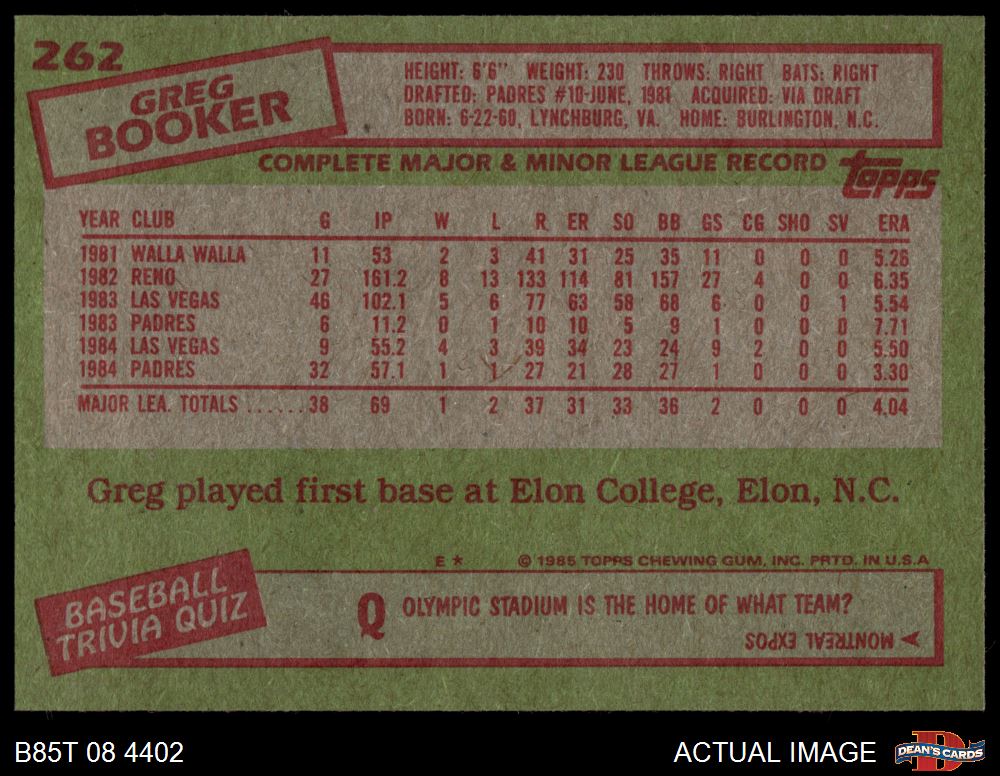 262
GREG
BOOKER
HEIGHT: 6'6" WEIGHT: 230 THROWS: RIGHT BATS: RIGHT
DRAFTED: PADRES #10-JUNE, 1981 ACQUIRED: VIA DRAFT
BORN: 6-22-60, LYNCHBURG, VA. HOME: BURLINGTON, N.C.
COMPLETE MAJOR & MINOR LEAGUE RECORD
topps
YEAR CLUB G IP W L R ER SO BB GS CG SHO SV ERA
1981 WALLA WALLA 11 53 2 3 41 31 25 35 11 0 0 0 5.26
1982 RENO 27 161.2 8 13 133 114 81 157 27 4 0 0 6.35
1983 LAS VEGAS 46 102.1 5 6 77 63 58 68 6 0 0 1 5.54
1983 PADRES 6 11.2 0 1 10 10 5 9 1 0 0 0 7.71
1984 LAS VEGAS 9 55.2 4 3 39 34 23 24 9 2 0 0 5.50
1984 PADRES 32 57.1 1 1 27 21 28 27 1 0 0 0 3.30
MAJOR LEA. TOTALS ......38 69 1 2 37 31 33 36 2 0 0 0 4.04
Greg played first base at Elon College, Elon, N.C.
E * © 1985 TOPPS CHEWING GUM, INC. PRTD. IN U.S.A
BASEBALL
TRIVIA QUIZ
Q OLYMPIC STADIUM IS THE HOME OF WHAT TEAM?
MONTREAL EXPOS
B85T 08 4402
ACTUAL IMAGE
DEAN'S CARDS